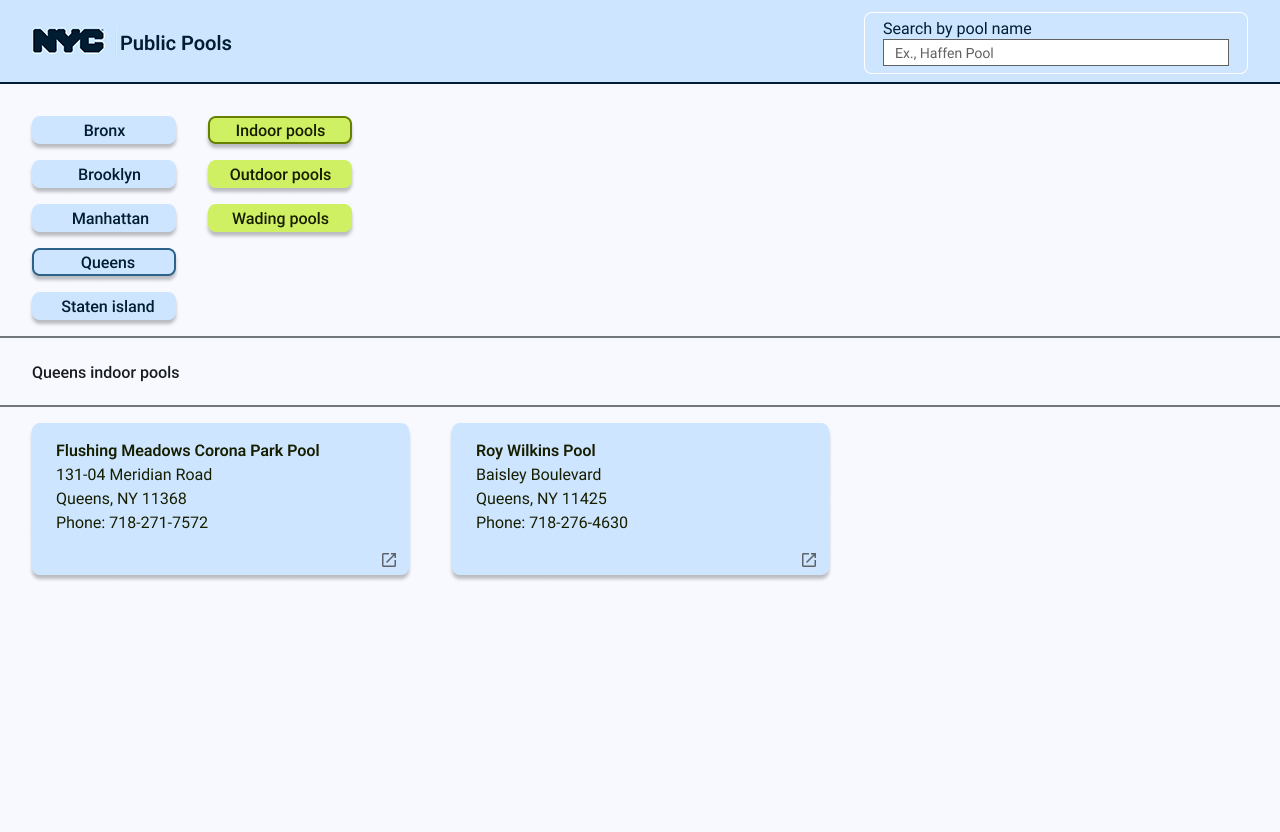 NYC
Public Pools
Search by pool name
Ex., Haffen Pool
Bronx
Brooklyn
Manhattan
Queens
Staten island
Indoor pools
Outdoor pools
Wading pools
Queens indoor pools
Flushing Meadows Corona Park Pool
131-04 Meridian Road
Queens, NY 11368
Phone: 718-271-7572
Roy Wilkins Pool
Baisley Boulevard
Queens, NY 11425
Phone: 718-276-4630